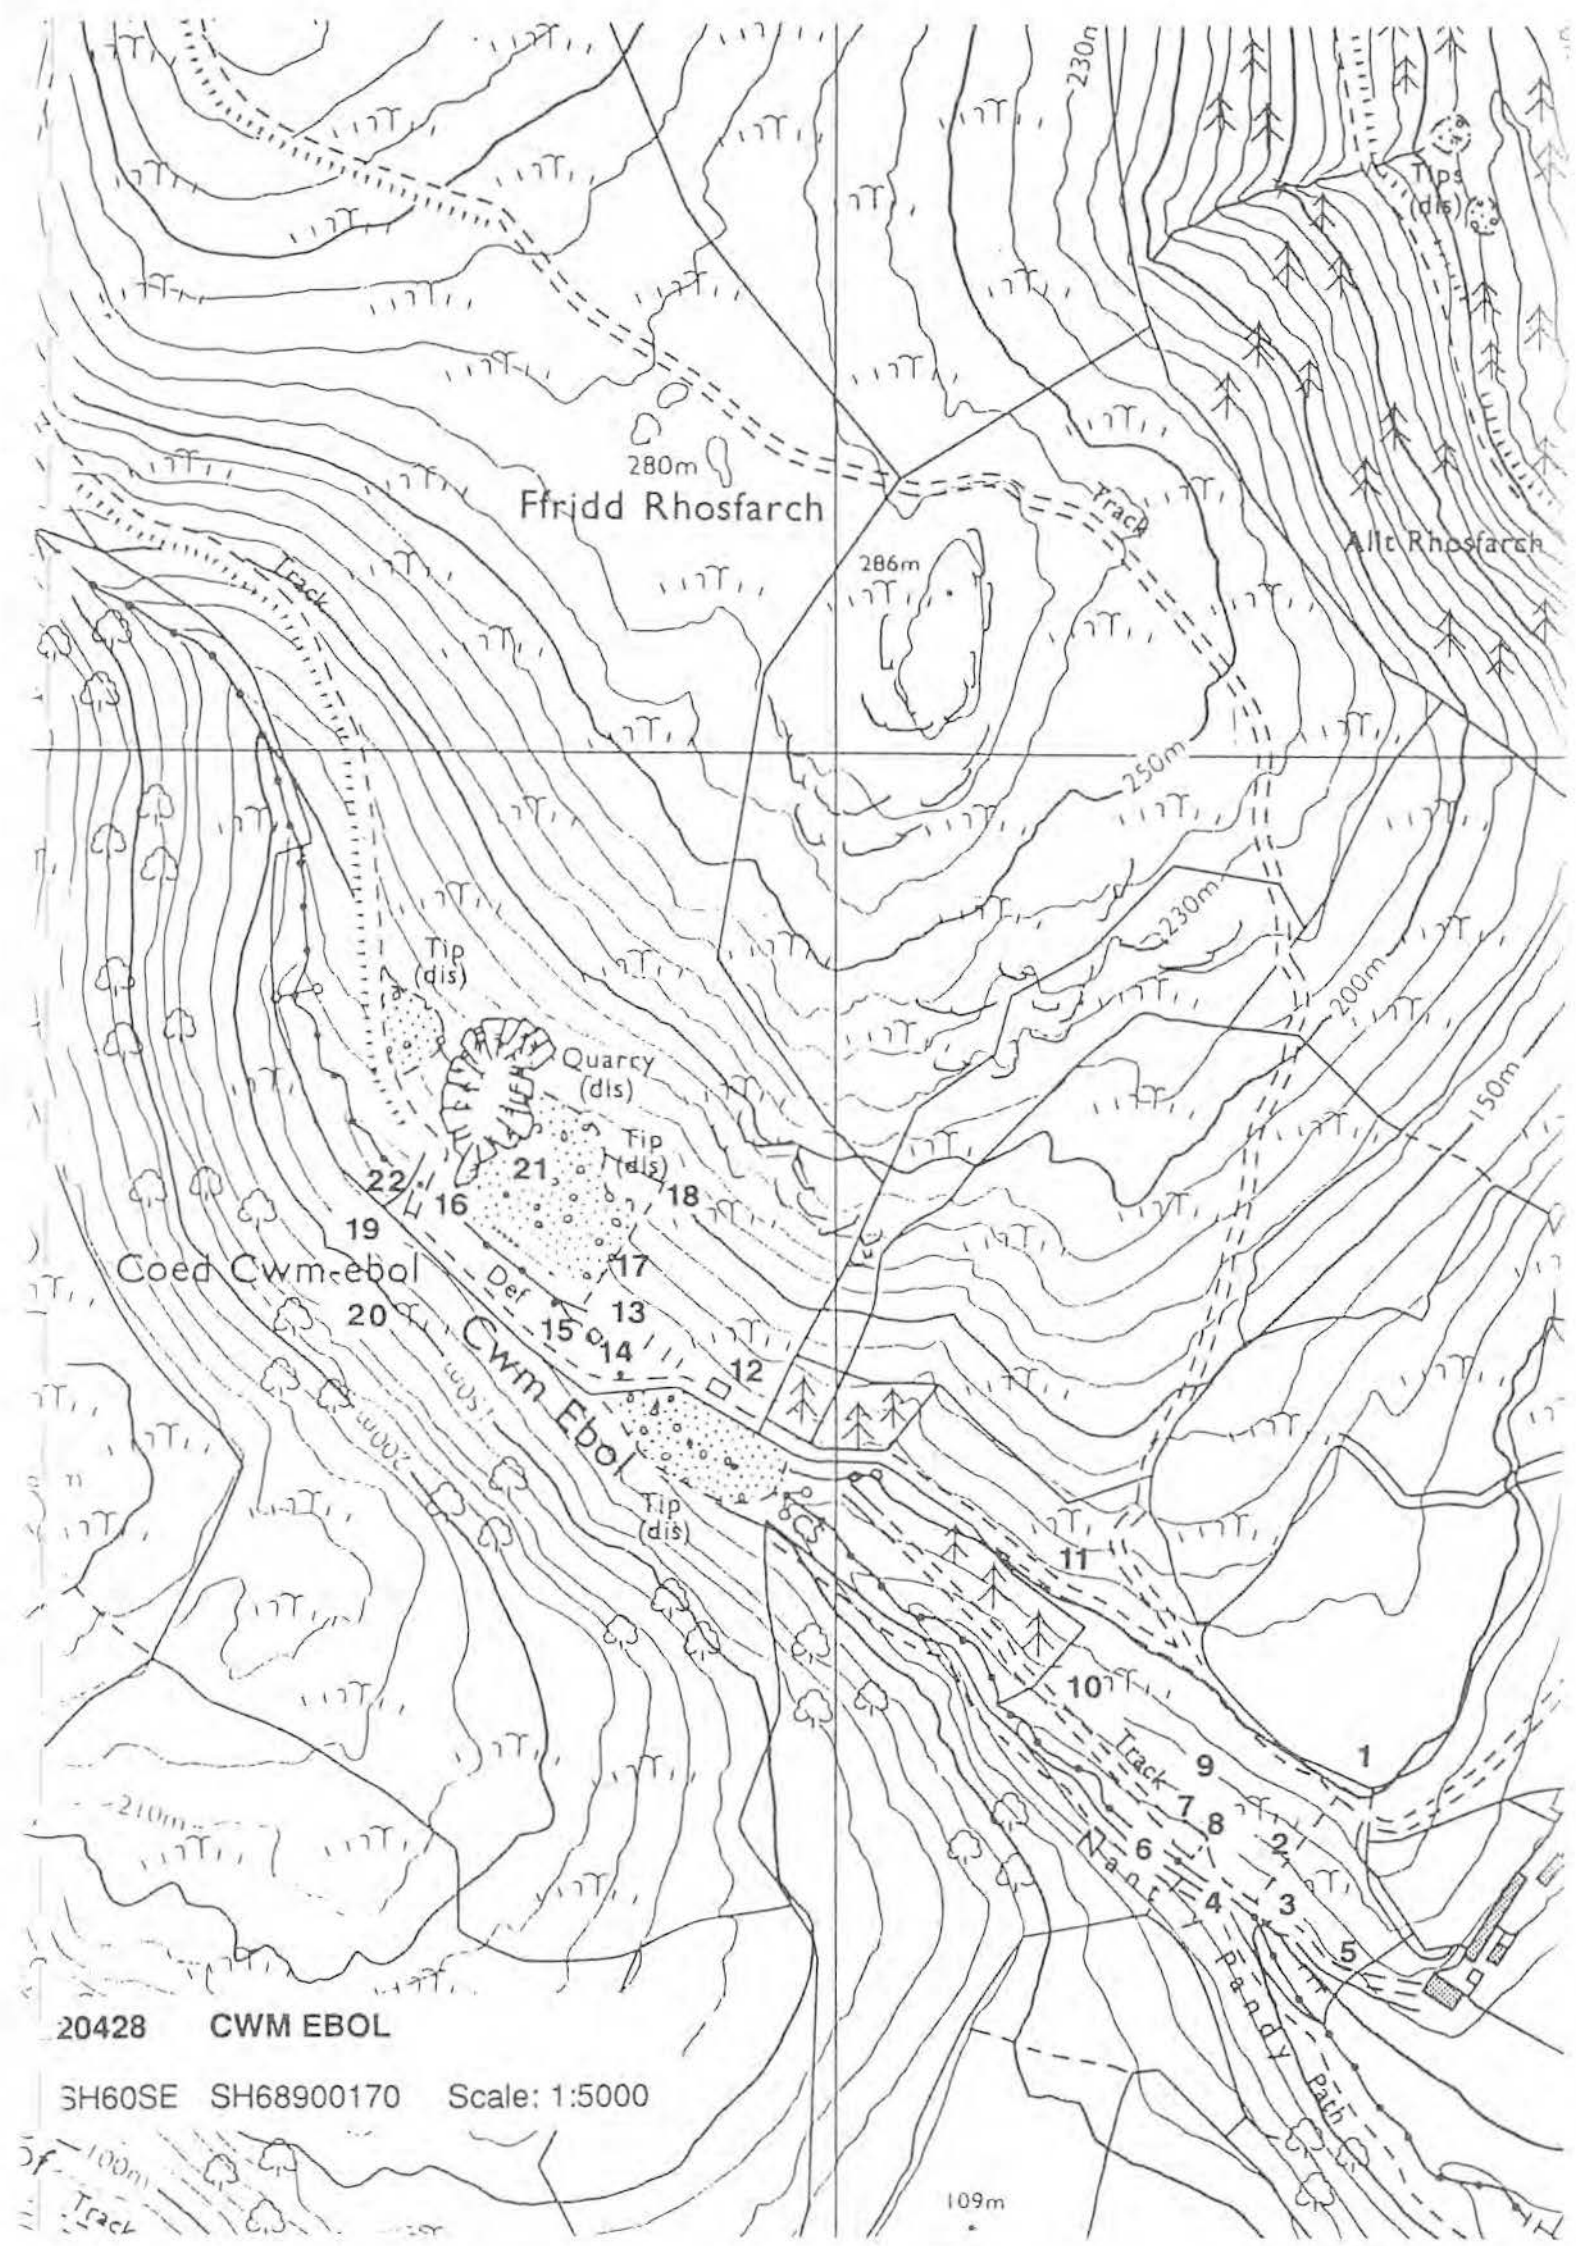 230m
Tips
(dis)
280m
Ffridd Rhosfarch
Track
Allt Rhosfarch
286m
Track
250m
230m
Tip
(dis)
200m
Quarry
(dis)
150m
Tip
(dis)
21
22
16
18
19
Coed Cwm-ebol
17
Def
20
13
15
14
12
Cwm Ebol
150m
200m
Tip
(dis)
11
10
Track
9
1
7
8
2
6
Nant Pandy
4
3
5
210m
20428 CWM EBOL
SH60SE SH68900170 Scale: 1:5000
Path
100m
Track
109m